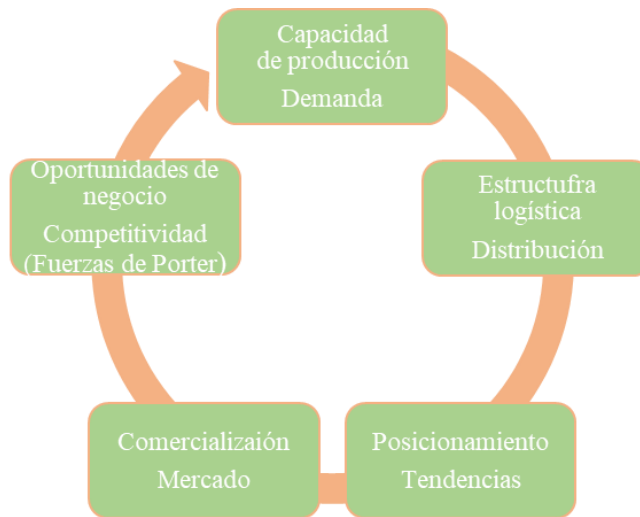 Capacidad
de producción
Demanda
Estructufra
logística
Distribución
Posicionamiento
Tendencias
Comercializaión
Mercado
Oportunidades de
negocio
Competitividad
(Fuerzas de Porter)